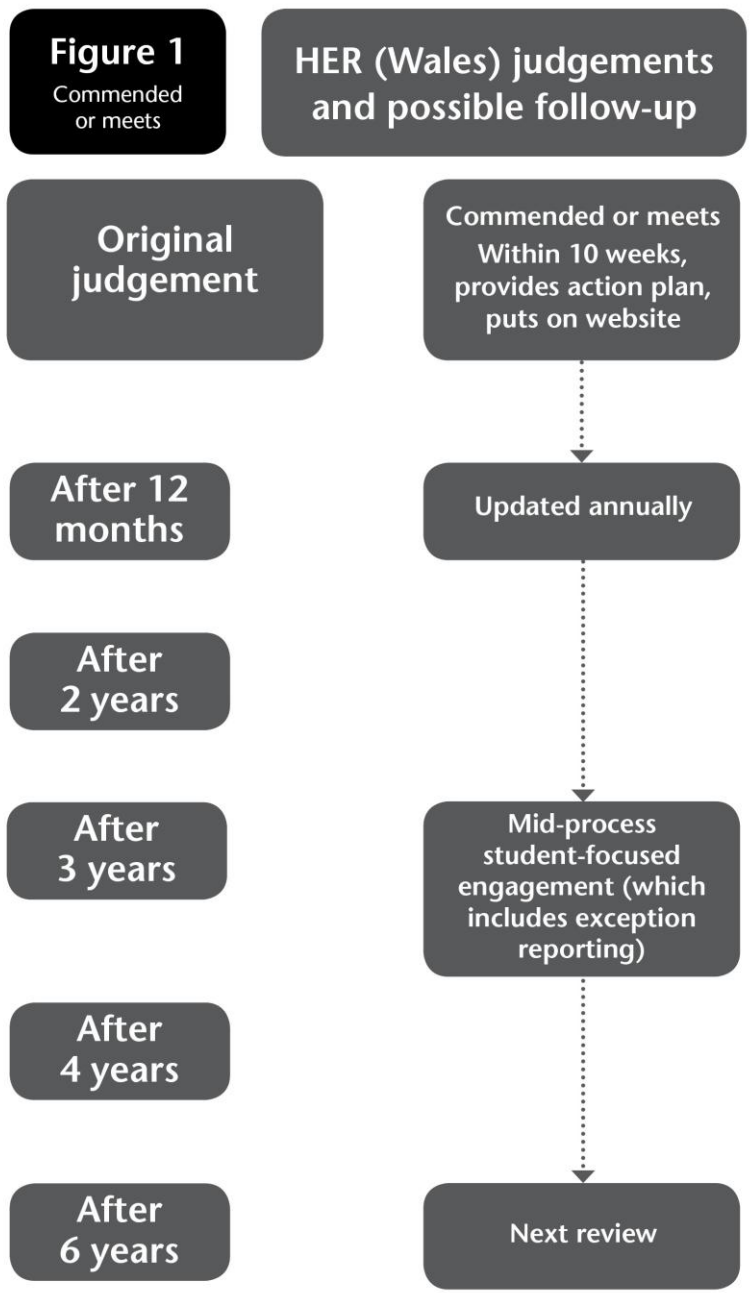 Figure 1
Commended
or meets
HER (Wales) judgements
and possible follow-up
Original
judgement
Commended or meets
Within 10 weeks,
provides action plan,
puts on website
After 12
months
Updated annually
After
2 years
After
3 years
Mid-process
student-focused
engagement (which
includes exception
reporting)
After
4 years
After
6 years
Next review